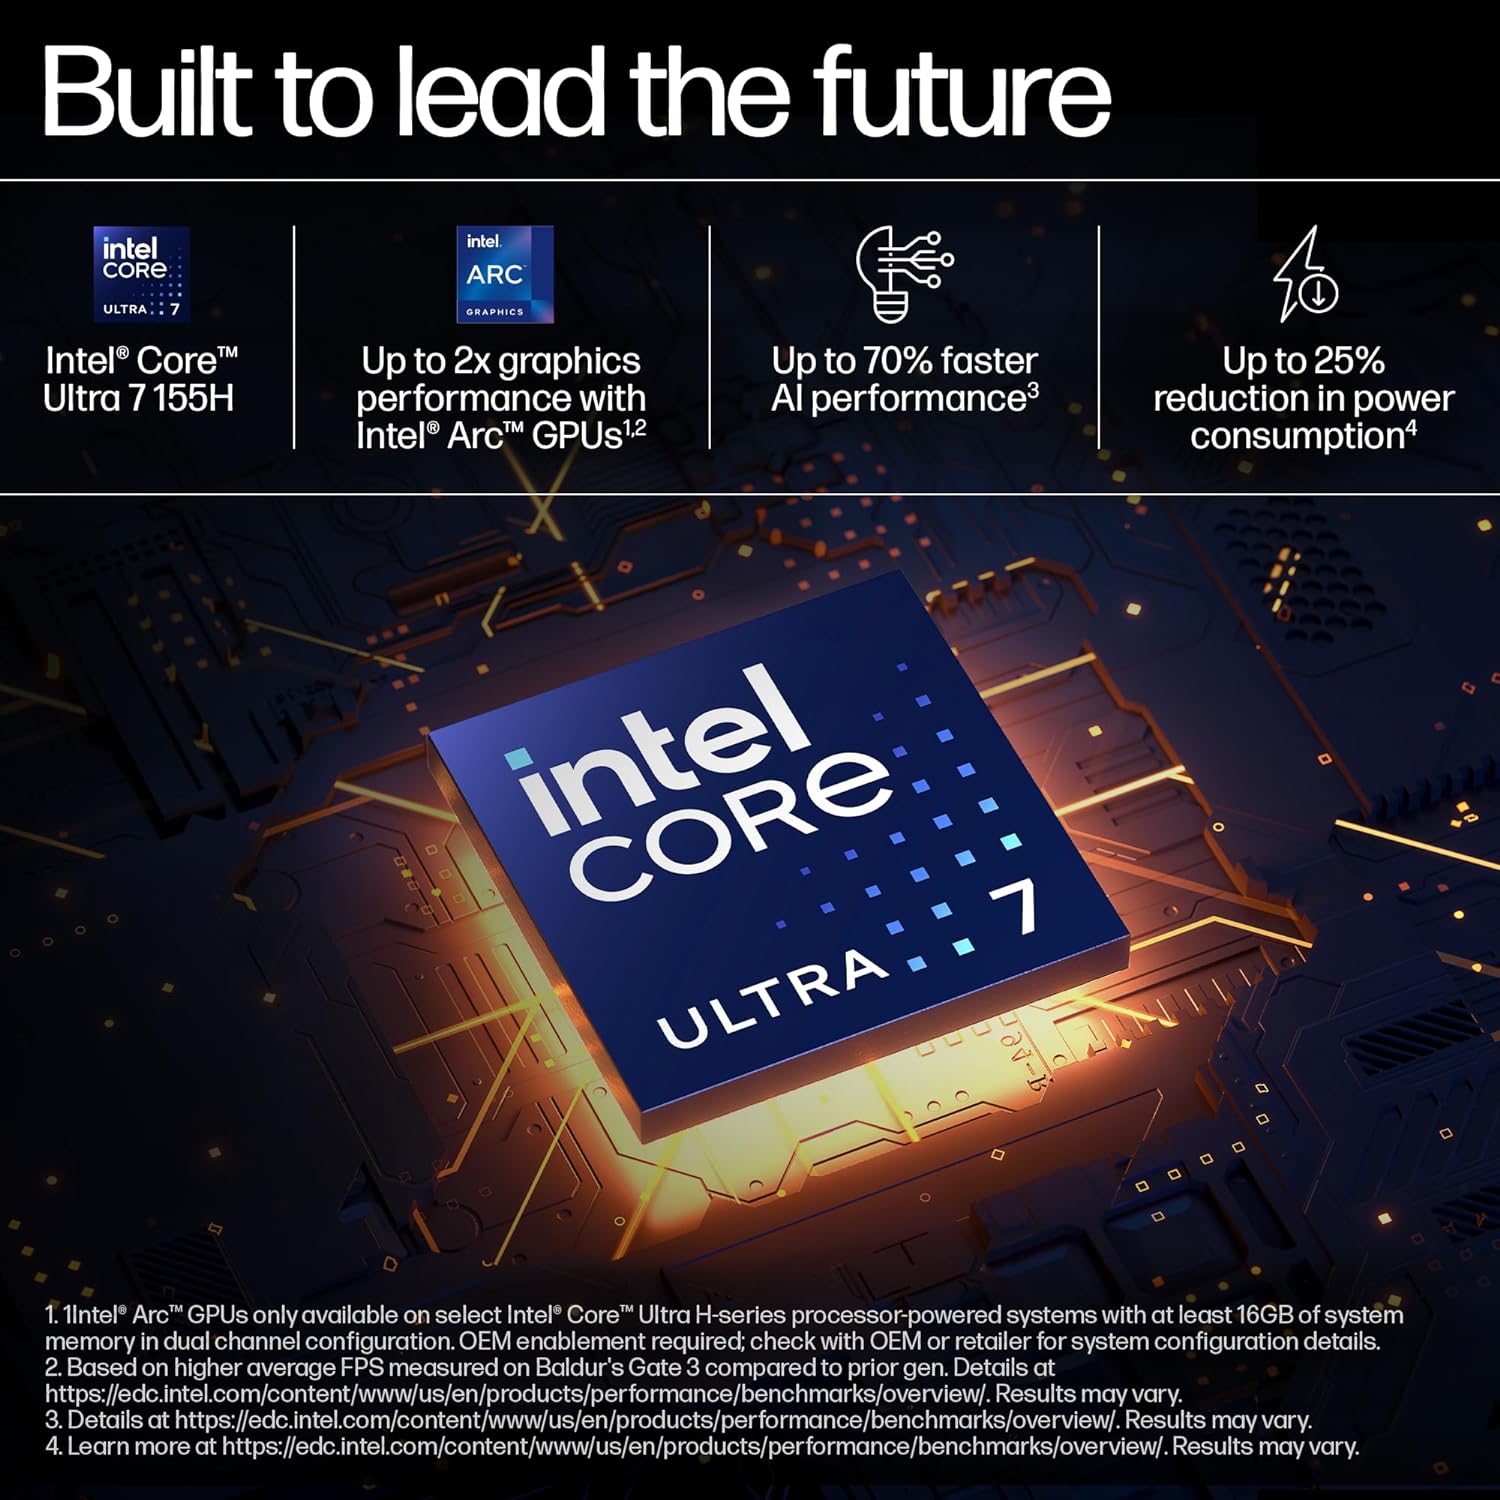 Built to lead the future
intel
CORE
ULTRA 7
Intel® Core™
Ultra 7 155H
intel.
ARC™
GRAPHICS
Up to 2x graphics
performance with
Intel® Arc™ GPUs1,2
Up to 70% faster
AI performance3
Up to 25%
reduction in power
consumption4
intel
CORE
ULTRA 7
1. 1Intel® Arc™ GPUs only available on select Intel® Core™ Ultra H-series processor-powered systems with at least 16GB of system
memory in dual channel configuration. OEM enablement required; check with OEM or retailer for system configuration details.
2. Based on higher average FPS measured on Baldur's Gate 3 compared to prior gen. Details at
https://edc.intel.com/content/www/us/en/products/performance/benchmarks/overview/. Results may vary.
3. Details at https://edc.intel.com/content/www/us/en/products/performance/benchmarks/overview/. Results may vary.
4. Learn more at https://edc.intel.com/content/www/us/en/products/performance/benchmarks/overview/. Results may vary.